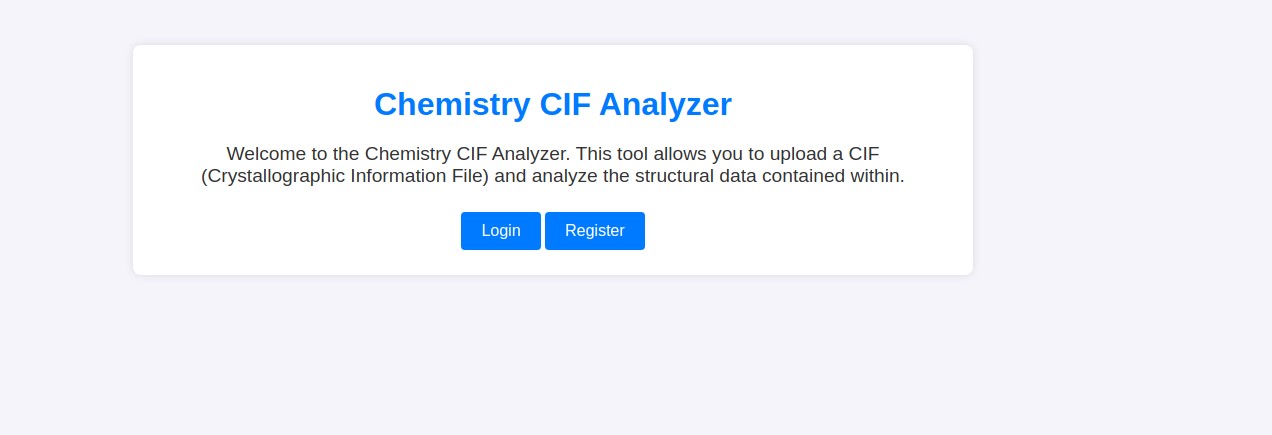 Chemistry CIF Analyzer
Welcome to the Chemistry CIF Analyzer. This tool allows you to upload a CIF
(Crystallographic Information File) and analyze the structural data contained within.
Login Register